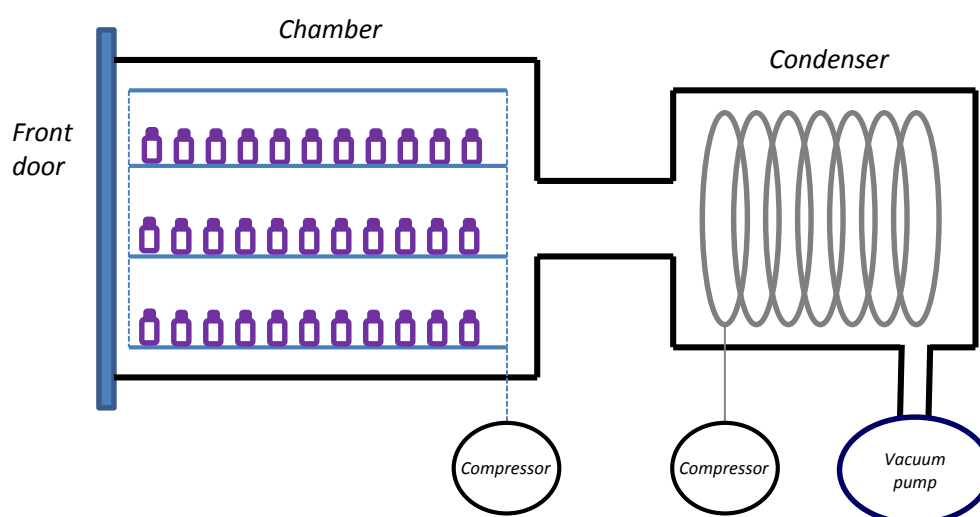 Chamber
Condenser
Front
door
Compressor
Compressor
Vacuum
pump